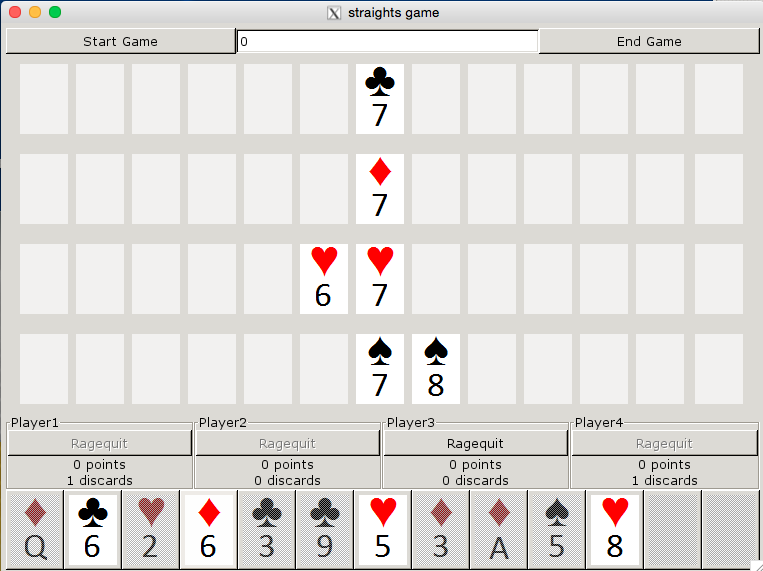 straights game
Start Game 0 End Game
7
7
6 7
7 8
Player1 Player2 Player3 Player4
Ragequit Ragequit Ragequit Ragequit
0 points 0 points 0 points 0 points
1 discards 0 discards 0 discards 1 discards
Q 6 2 6 3 9 5 3 A 5 8